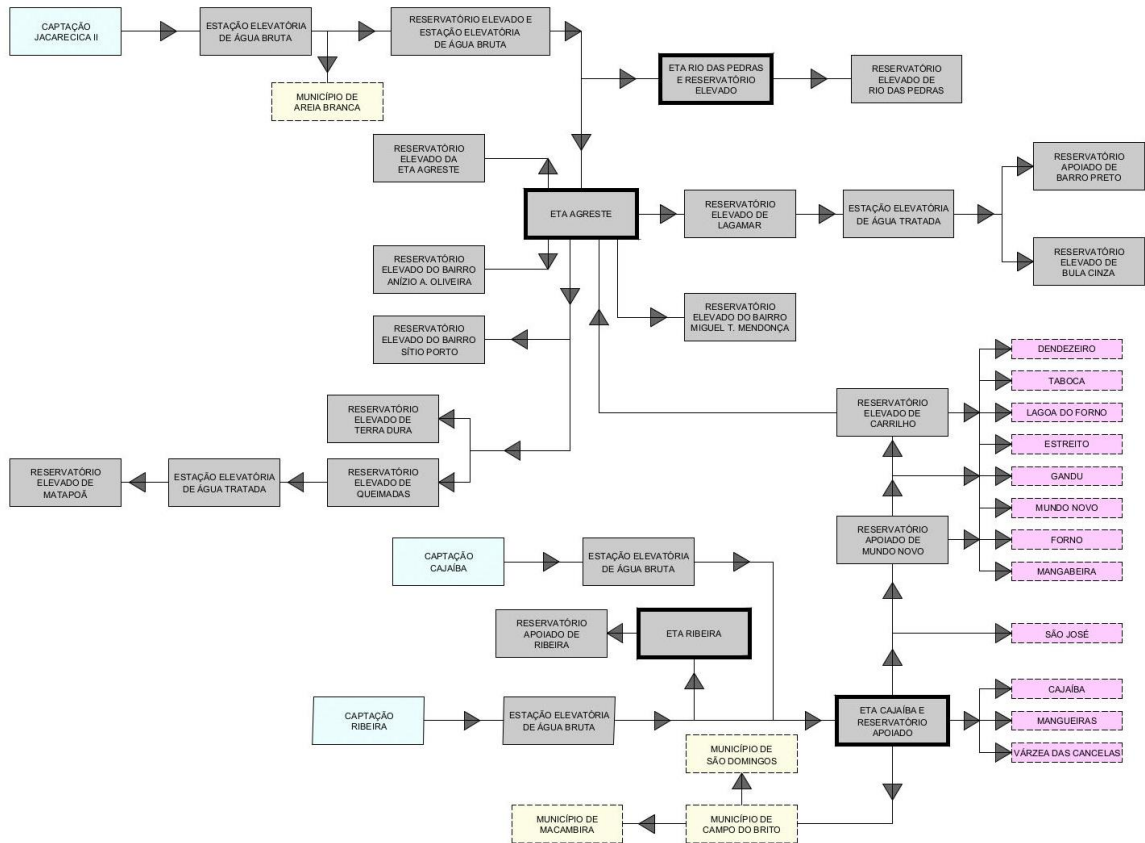 CAPTAÇÃO
JACARECICA II
ESTAÇÃO ELEVATÓRIA
DE ÁGUA BRUTA
RESERVATÓRIO ELEVADO E
ESTAÇÃO ELEVATÓRIA
DE ÁGUA BRUTA
MUNICÍPIO DE
AREIA BRANCA
ETA RIO DAS PEDRAS
E RESERVATÓRIO
ELEVADO
RESERVATÓRIO
ELEVADO DE
RIO DAS PEDRAS
RESERVATÓRIO
ELEVADO DA
ETA AGRESTE
RESERVATÓRIO
APOIADO DE
BARRO PRETO
ETA AGRESTE
RESERVATÓRIO
ELEVADO DE
LAGAMAR
ESTAÇÃO ELEVATÓRIA
DE ÁGUA TRATADA
RESERVATÓRIO
ELEVADO DO BAIRRO
ANÍZIO A. OLIVEIRA
RESERVATÓRIO
ELEVADO DE
BULA CINZA
RESERVATÓRIO
ELEVADO DO BAIRRO
SÍTIO PORTO
RESERVATÓRIO
ELEVADO DO BAIRRO
MIGUEL T. MENDONÇA
DENDEZEIRO
TABOCA
RESERVATÓRIO
ELEVADO DE
CARRILHO
LAGOA DO FORNO
RESERVATÓRIO
ELEVADO DE
TERRA DURA
ESTREITO
RESERVATÓRIO
ELEVADO DE
MATAPOÃ
ESTAÇÃO ELEVATÓRIA
DE ÁGUA TRATADA
RESERVATÓRIO
ELEVADO DE
QUEIMADAS
GANDU
MUNDO NOVO
RESERVATÓRIO
APOIADO DE
MUNDO NOVO
FORNO
MANGABEIRA
CAPTAÇÃO
CAJAÍBA
ESTAÇÃO ELEVATÓRIA
DE ÁGUA BRUTA
RESERVATÓRIO
APOIADO DE
RIBEIRA
ETA RIBEIRA
SÃO JOSÉ
CAPTAÇÃO
RIBEIRA
ESTAÇÃO ELEVATÓRIA
DE ÁGUA BRUTA
ETA CAJAÍBA E
RESERVATÓRIO
APOIADO
CAJAÍBA
MANGUEIRAS
VÁRZEA DAS CANCELAS
MUNICÍPIO DE
SÃO DOMINGOS
MUNICÍPIO DE
MACAMBIRA
MUNICÍPIO DE
CAMPO DO BRITO